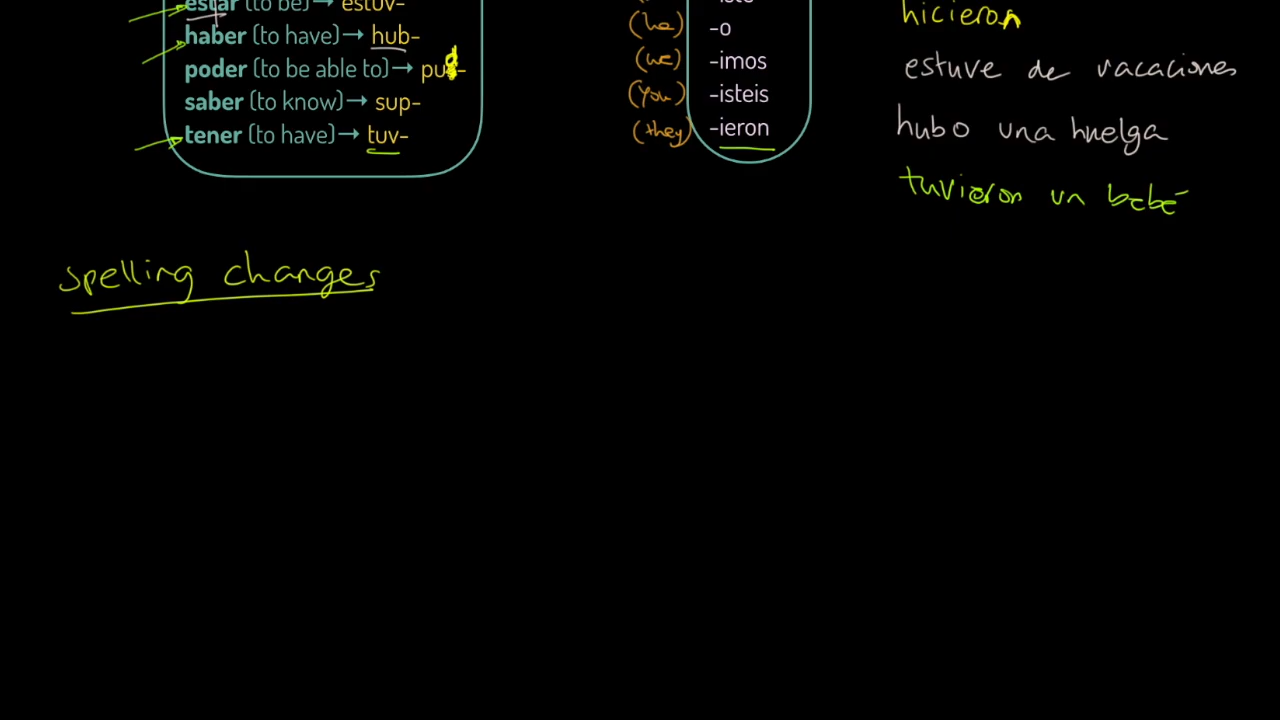 estar (to be)→ estuv-
haber (to have)→ hub-
poder (to be able to)→ pud-
saber (to know)→ sup-
tener (to have)→ tuv-
-iste
(he) -o
(we) -imos
(you) -isteis
(they) -ieron
hicieron
estuve de vacaciones
hubo una huelga
tuvieron un bebé
spelling changes